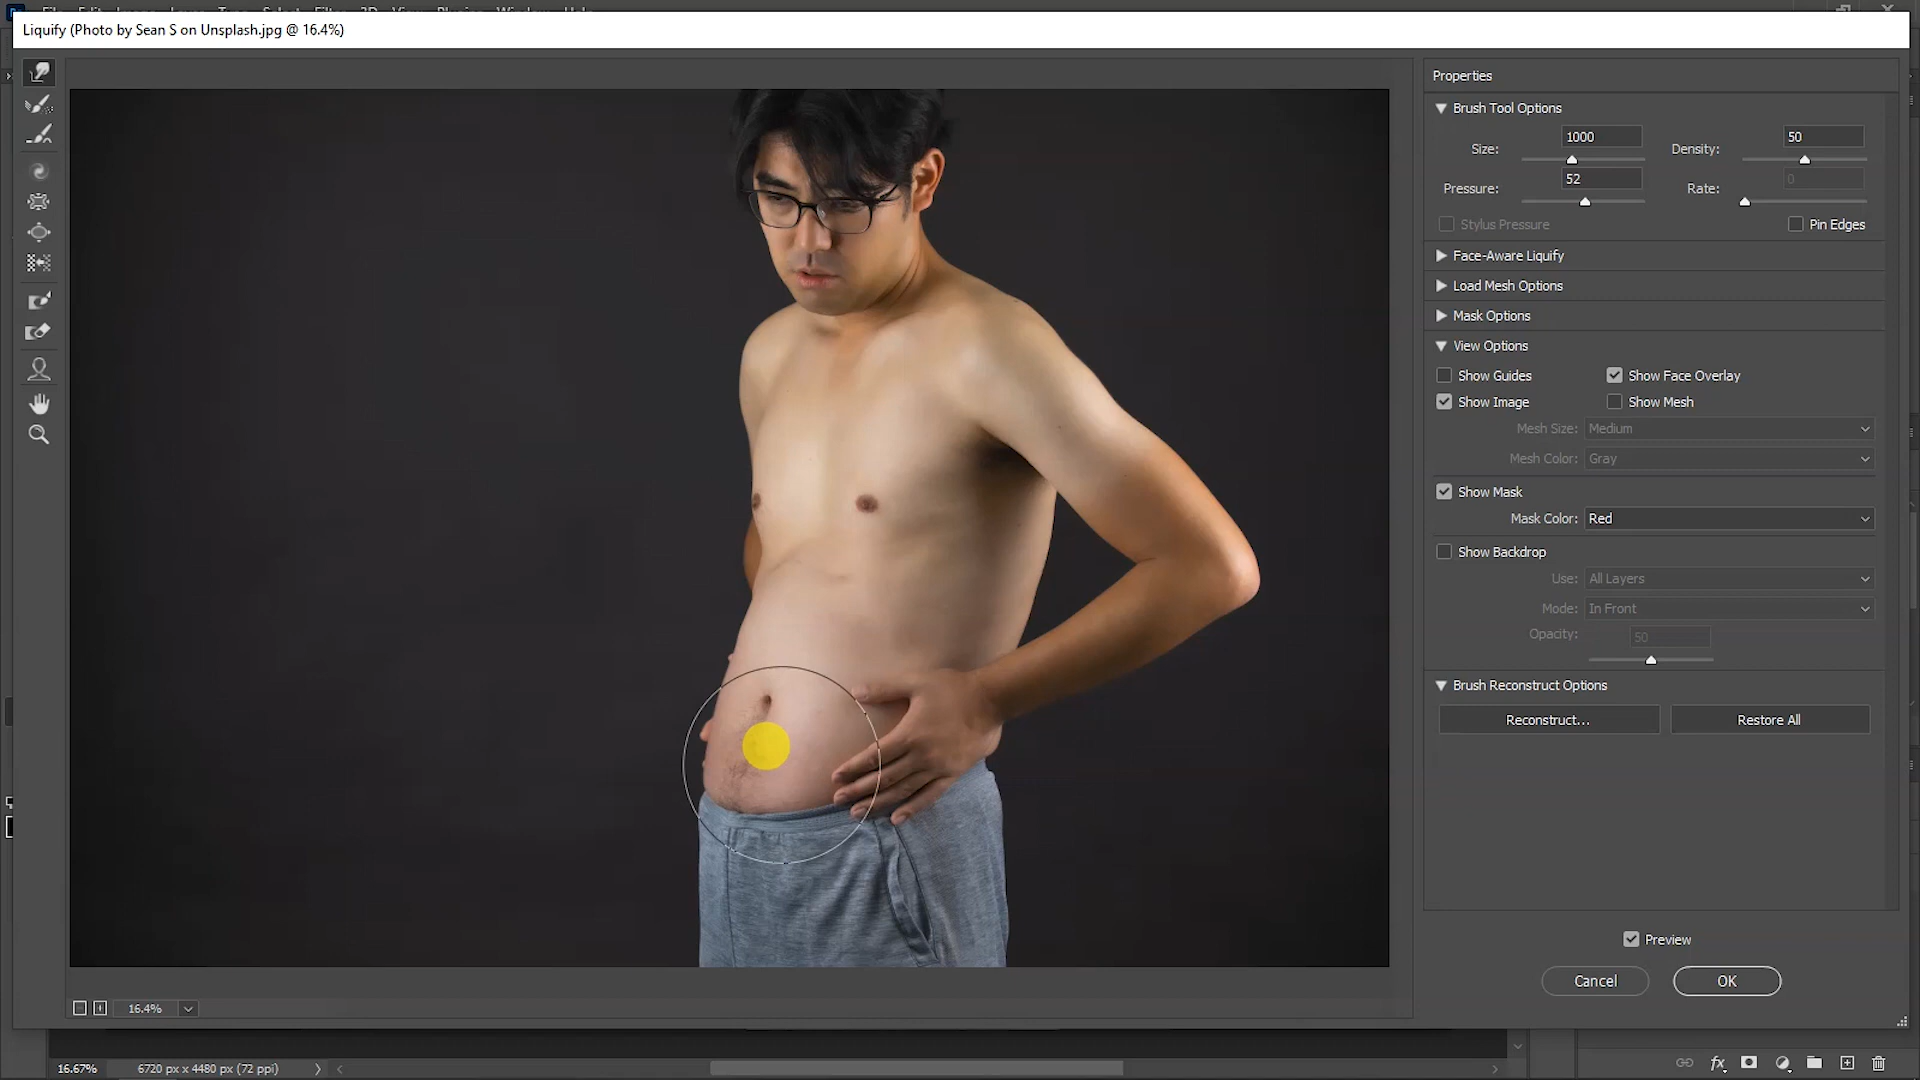 Liquify (Photo by Sean S on Unsplash.jpg @ 16.4%)
Properties
Brush Tool Options
Size: 1000 Density: 50
Pressure: 52 Rate: 0
Stylus Pressure Pin Edges
Face-Aware Liquify
Load Mesh Options
Mask Options
View Options
Show Guides Show Face Overlay
Show Image Show Mesh
Mesh Size: Medium
Mesh Color: Gray
Show Mask
Mask Color: Red
Show Backdrop
Use: All Layers
Mode: In Front
Opacity: 50
Brush Reconstruct Options
Reconstruct... Restore All
Preview
Cancel OK
16.4%
16.67% 6720 px x 4480 px (72 ppi)
fx